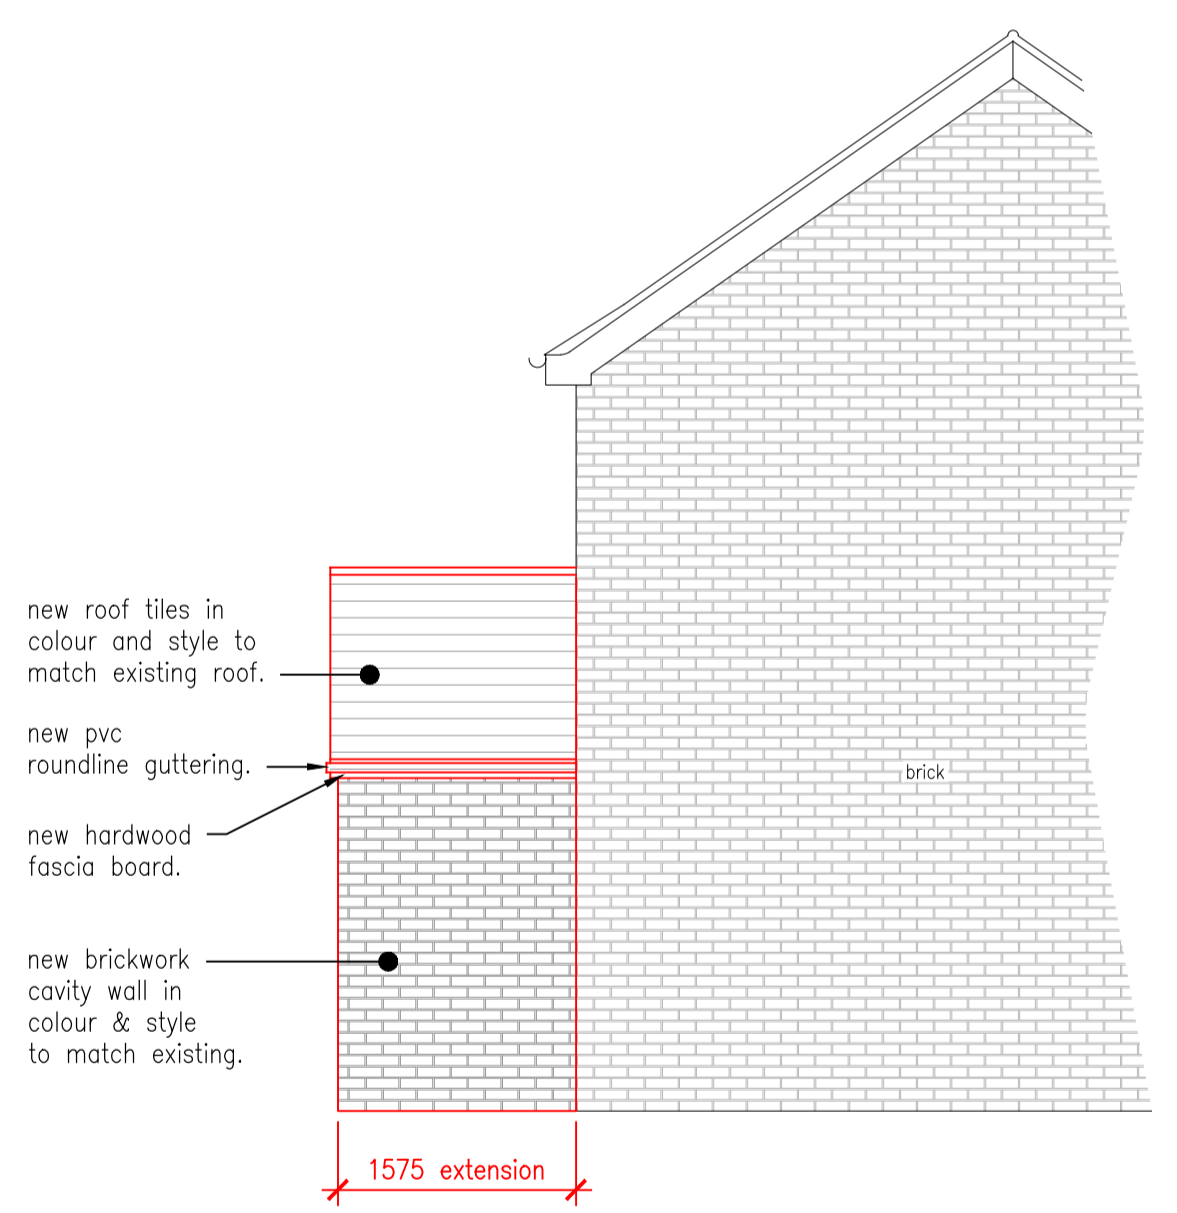 new roof tiles in
colour and style to
match existing roof.
new pvc
roundline guttering.
brick
new hardwood
fascia board.
new brickwork
cavity wall in
colour & style
to match existing.
1575 extension